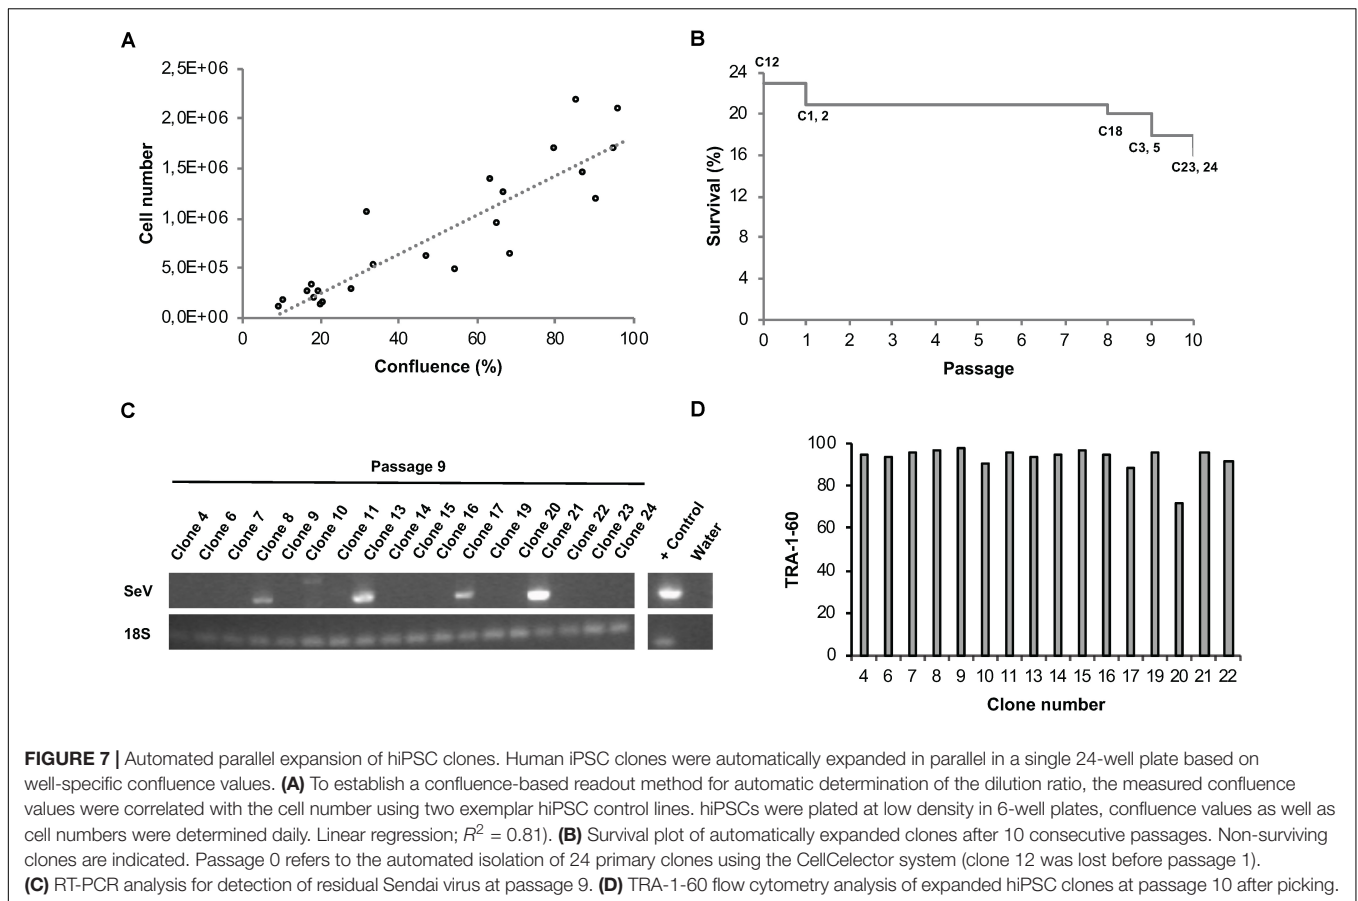 A
2,5E+06
2,0E+06
1,5E+06
1,0E+06
5,0E+05
0,0E+00
Cell number
0 20 40 60 80 100
Confluence (%)
B
24
20
16
12
8
4
0
Survival (%)
C12
C1, 2
C18
C3, 5
C23, 24
0 1 2 3 4 5 6 7 8 9 10
Passage
C
Passage 9
Clone 4
Clone 6
Clone 7
Clone 8
Clone 9
Clone 10
Clone 11
Clone 13
Clone 14
Clone 15
Clone 16
Clone 17
Clone 19
Clone 20
Clone 21
Clone 22
Clone 23
Clone 24
+ Control
Water
SeV
18S
D
100
80
60
40
20
0
TRA-1-60
4 6 7 8 9 10 11 13 14 15 16 17 19 20 21 22
Clone number
FIGURE 7 | Automated parallel expansion of hiPSC clones. Human iPSC clones were automatically expanded in parallel in a single 24-well plate based on
well-specific confluence values. (A) To establish a confluence-based readout method for automatic determination of the dilution ratio, the measured confluence
values were correlated with the cell number using two exemplar hiPSC control lines. hiPSCs were plated at low density in 6-well plates, confluence values as well as
cell numbers were determined daily. Linear regression; R² = 0.81). (B) Survival plot of automatically expanded clones after 10 consecutive passages. Non-surviving
clones are indicated. Passage 0 refers to the automated isolation of 24 primary clones using the CellCelector system (clone 12 was lost before passage 1).
(C) RT-PCR analysis for detection of residual Sendai virus at passage 9. (D) TRA-1-60 flow cytometry analysis of expanded hiPSC clones at passage 10 after picking.